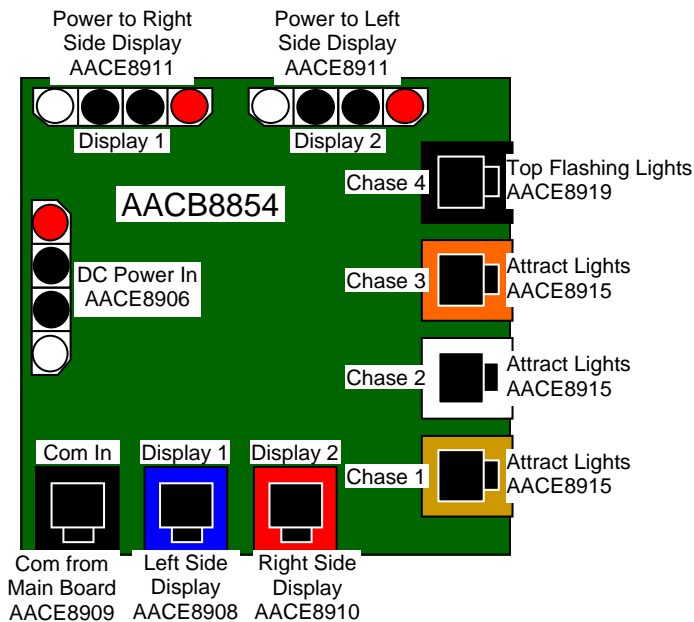 Power to Right
Side Display
AACE8911
Power to Left
Side Display
AACE8911
Display 1
Display 2
AACB8854
DC Power In
AACE8906
Chase 4
Top Flashing Lights
AACE8919
Chase 3
Attract Lights
AACE8915
Chase 2
Attract Lights
AACE8915
Chase 1
Attract Lights
AACE8915
Com In
Display 1
Display 2
Com from
Main Board
AACE8909
Left Side
Display
AACE8908
Right Side
Display
AACE8910